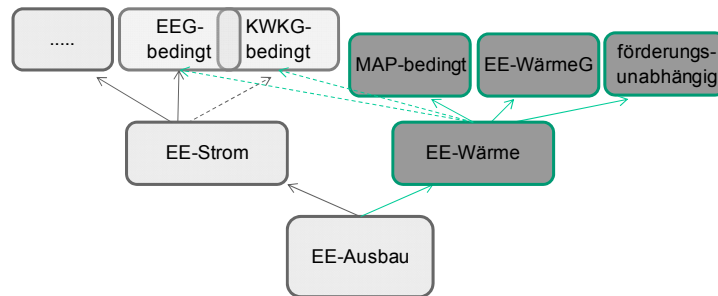 .....
EEG-
bedingt
KWKG-
bedingt
MAP-bedingt
EE-WärmeG
förderungs-
unabhängig
EE-Strom
EE-Wärme
EE-Ausbau